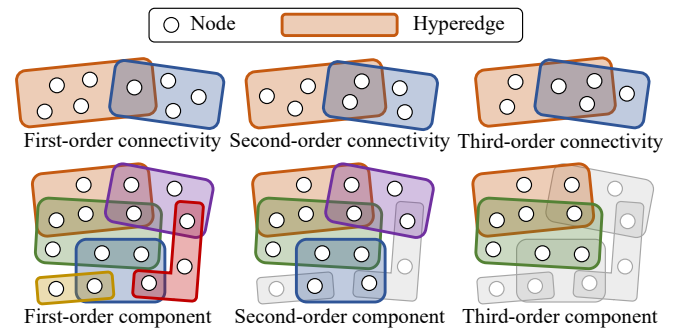 Node Hyperedge
First-order connectivity Second-order connectivity Third-order connectivity
First-order component Second-order component Third-order component